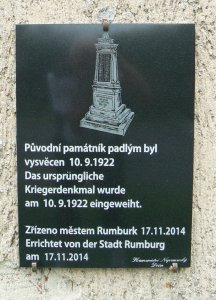 Původní památník padlým byl
vysvěcen 10.9.1922
Das ursprüngliche
Kriegerdenkmal wurde
am 10.9.1922 eingeweiht.
Zřízeno městem Rumburk 17.11.2014
Errichtet von der Stadt Rumburg
am 17.11.2014